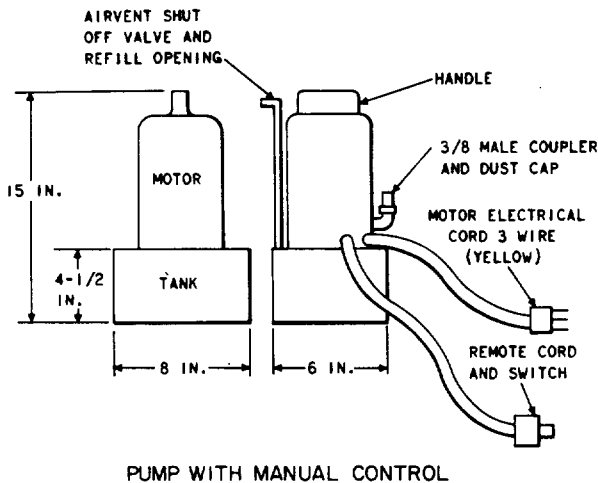 AIRVENT SHUT
OFF VALVE AND
REFILL OPENING
HANDLE
3/8 MALE COUPLER
AND DUST CAP
15 IN.
MOTOR
MOTOR ELECTRICAL
CORD 3 WIRE
(YELLOW)
4-1/2
IN.
TANK
REMOTE CORD
AND SWITCH
8 IN.
6 IN.
PUMP WITH MANUAL CONTROL